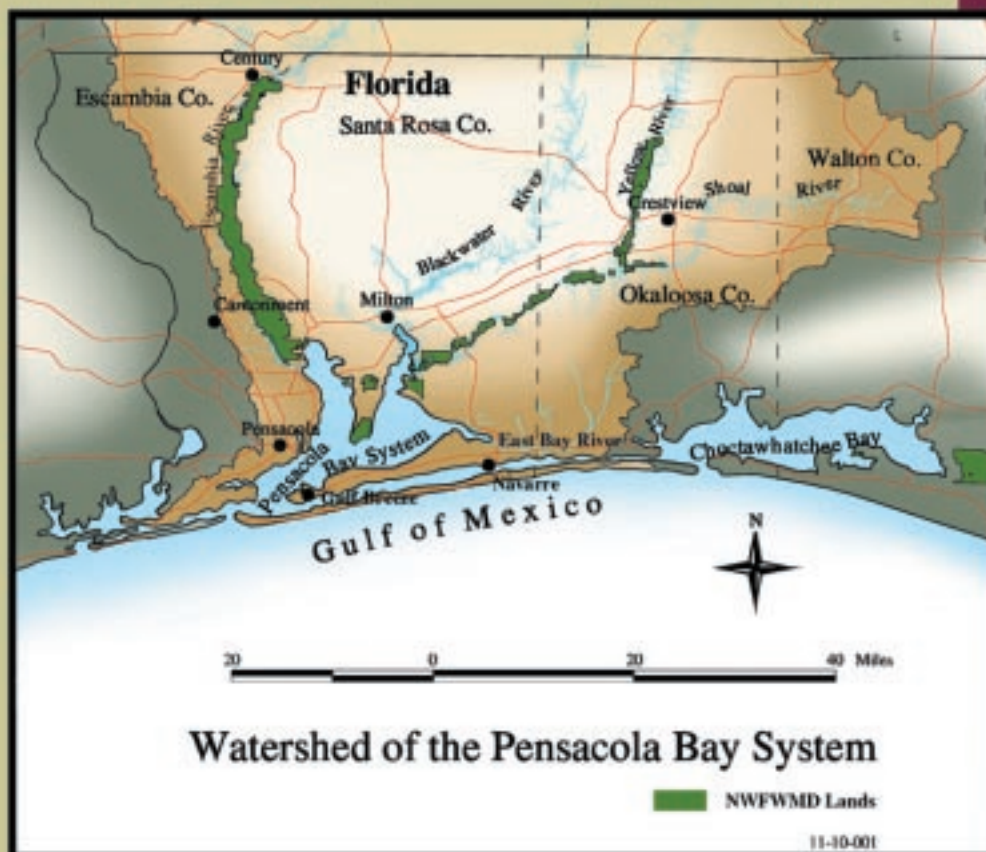 Century
Florida
Escambia Co.
Santa Rosa Co.
Escambia River
Yellow River
Walton Co.
Shoal River
Crestview
Blackwater River
Okaloosa Co.
Cantonment
Milton
Pensacola
Pensacola Bay System
East Bay River
Choctawhatchee Bay
Gulf Breeze
Navarre
Gulf of Mexico
N
20 0 20 40 Miles
Watershed of the Pensacola Bay System
NWFWMD Lands
11-10-001